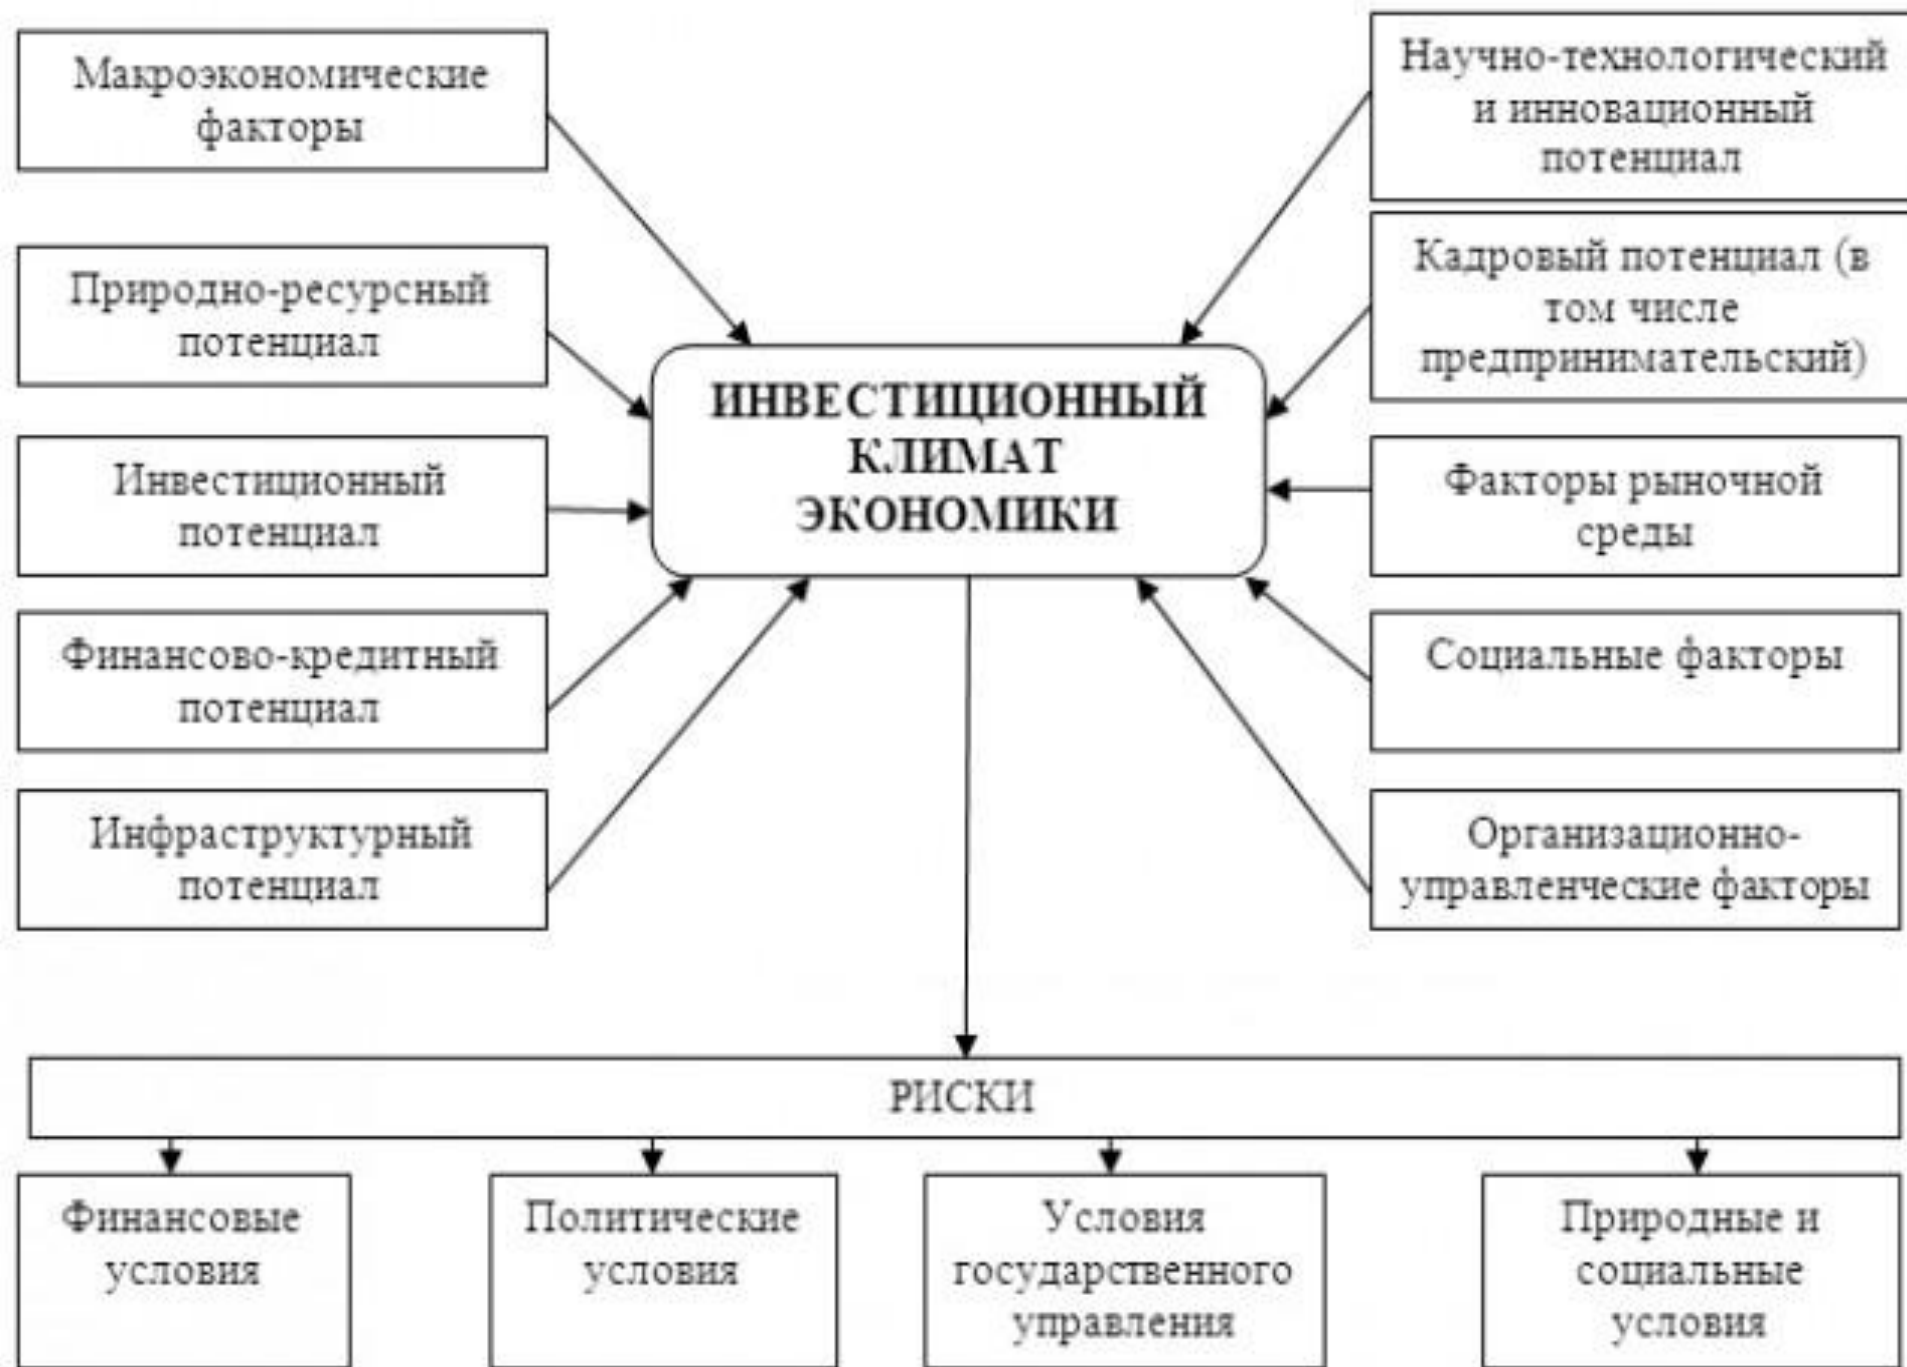 Макроэкономические
факторы
Природно-ресурсный
потенциал
Инвестиционный
потенциал
Финансово-кредитный
потенциал
Инфраструктурный
потенциал
ИНВЕСТИЦИОННЫЙ
КЛИМАТ
ЭКОНОМИКИ
Научно-технологический
и инновационный
потенциал
Кадровый потенциал (в
том числе
предпринимательский)
Факторы рыночной
среды
Социальные факторы
Организационно-
управленческие факторы
РИСКИ
Финансовые
условия
Политические
условия
Условия
государственного
управления
Природные и
социальные
условия